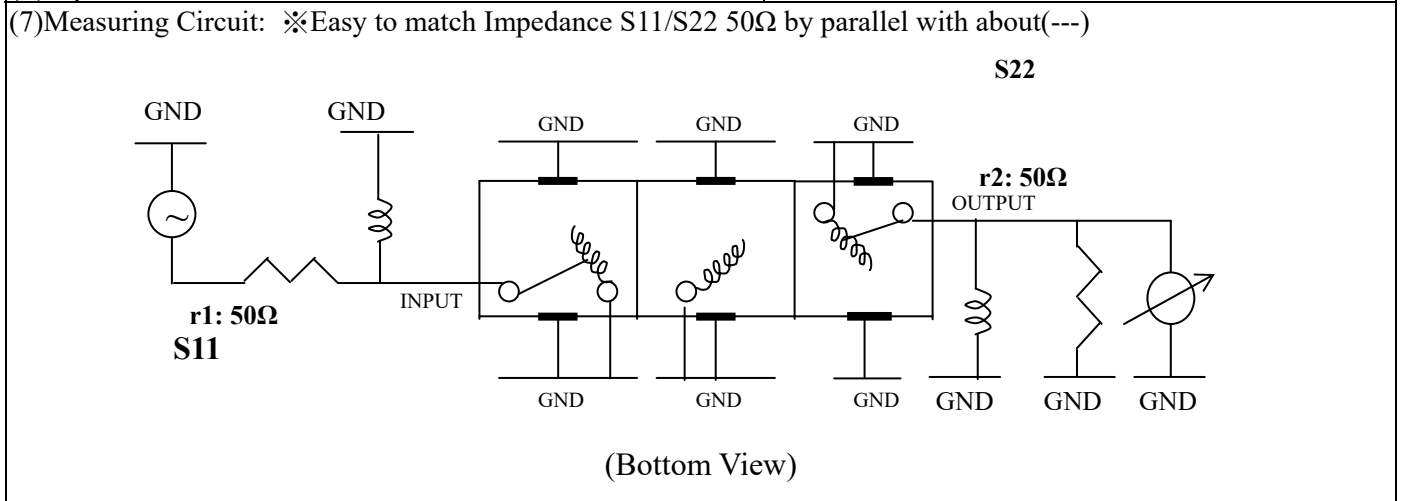 (7)Measuring Circuit: ※Easy to match Impedance S11/S22 50Ω by parallel with about(---)
S22
GND GND GND GND GND
r2: 50Ω
OUTPUT
INPUT
r1: 50Ω
S11
GND GND GND GND GND GND
(Bottom View)